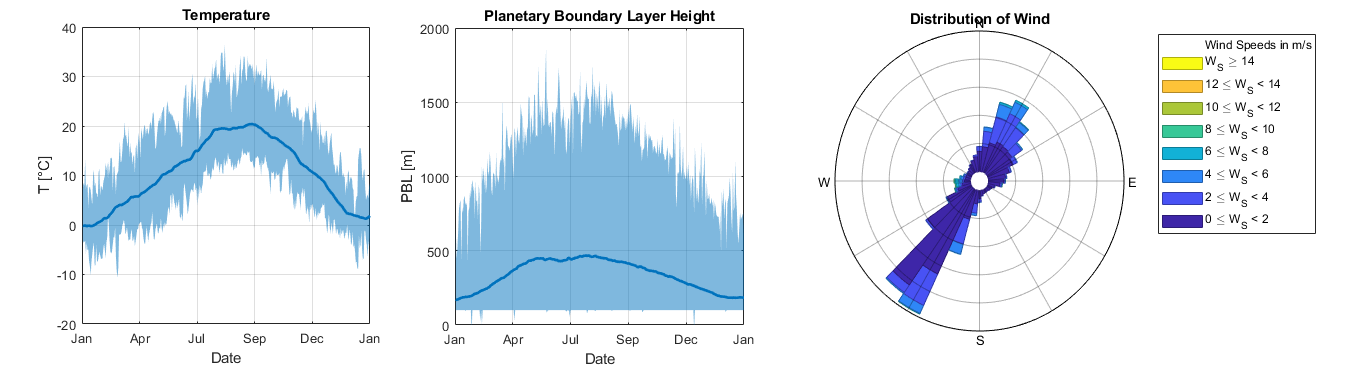 Temperature
40
30
20
10
0
-10
-20
T [°C]
Jan
Apr
Jul
Sep
Dec
Jan
Date
Planetary Boundary Layer Height
2000
1500
1000
500
0
PBL [m]
Jan
Apr
Jul
Sep
Dec
Jan
Date
Distribution of Wind
N
W
E
S
Wind Speeds in m/s
W_S ≥ 14
12 ≤ W_S < 14
10 ≤ W_S < 12
8 ≤ W_S < 10
6 ≤ W_S < 8
4 ≤ W_S < 6
2 ≤ W_S < 4
0 ≤ W_S < 2